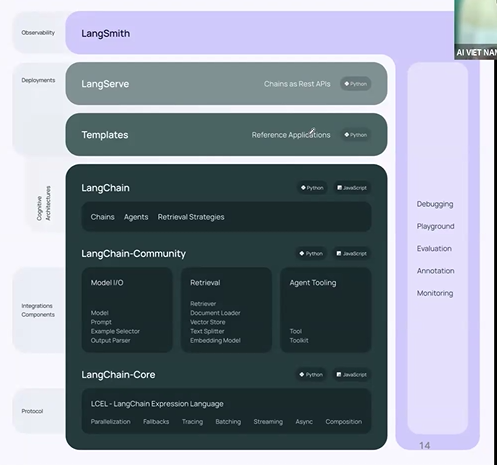 AI VIET NAM
Observability
LangSmith
Deployments
LangServe
Chains as Rest APIs
Python
Templates
Reference Applications
Python
Cognitive
Architectures
LangChain
Python
JavaScript
Chains
Agents
Retrieval Strategies
LangChain-Community
Python
JavaScript
Integrations
Components
Model I/O
Model
Prompt
Example Selector
Output Parser
Retrieval
Retriever
Document Loader
Vector Store
Text Splitter
Embedding Model
Agent Tooling
Tool
Toolkit
LangChain-Core
Python
JavaScript
Protocol
LCEL - LangChain Expression Language
Parallelization
Fallbacks
Tracing
Batching
Streaming
Async
Composition
Debugging
Playground
Evaluation
Annotation
Monitoring
14